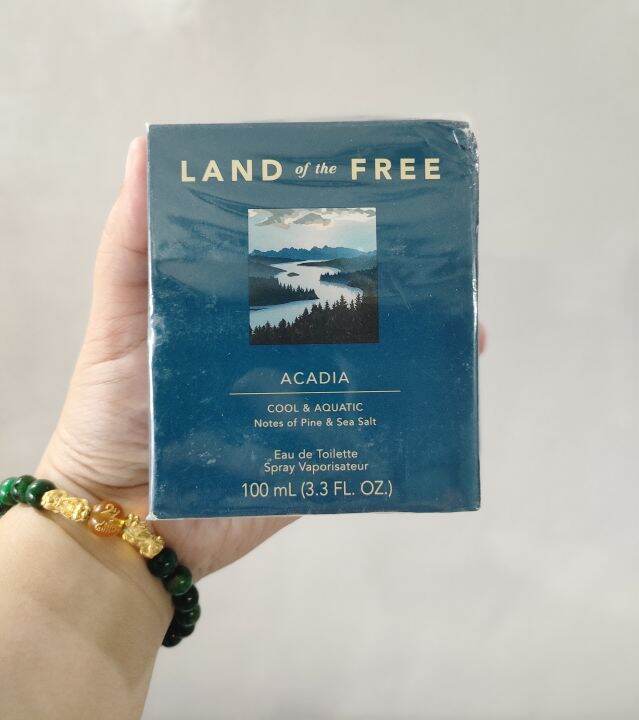 LAND of the FREE
ACADIA
COOL & AQUATIC
Notes of Pine & Sea Salt
Eau de Toilette
Spray Vaporisateur
100 mL (3.3 FL. OZ.)